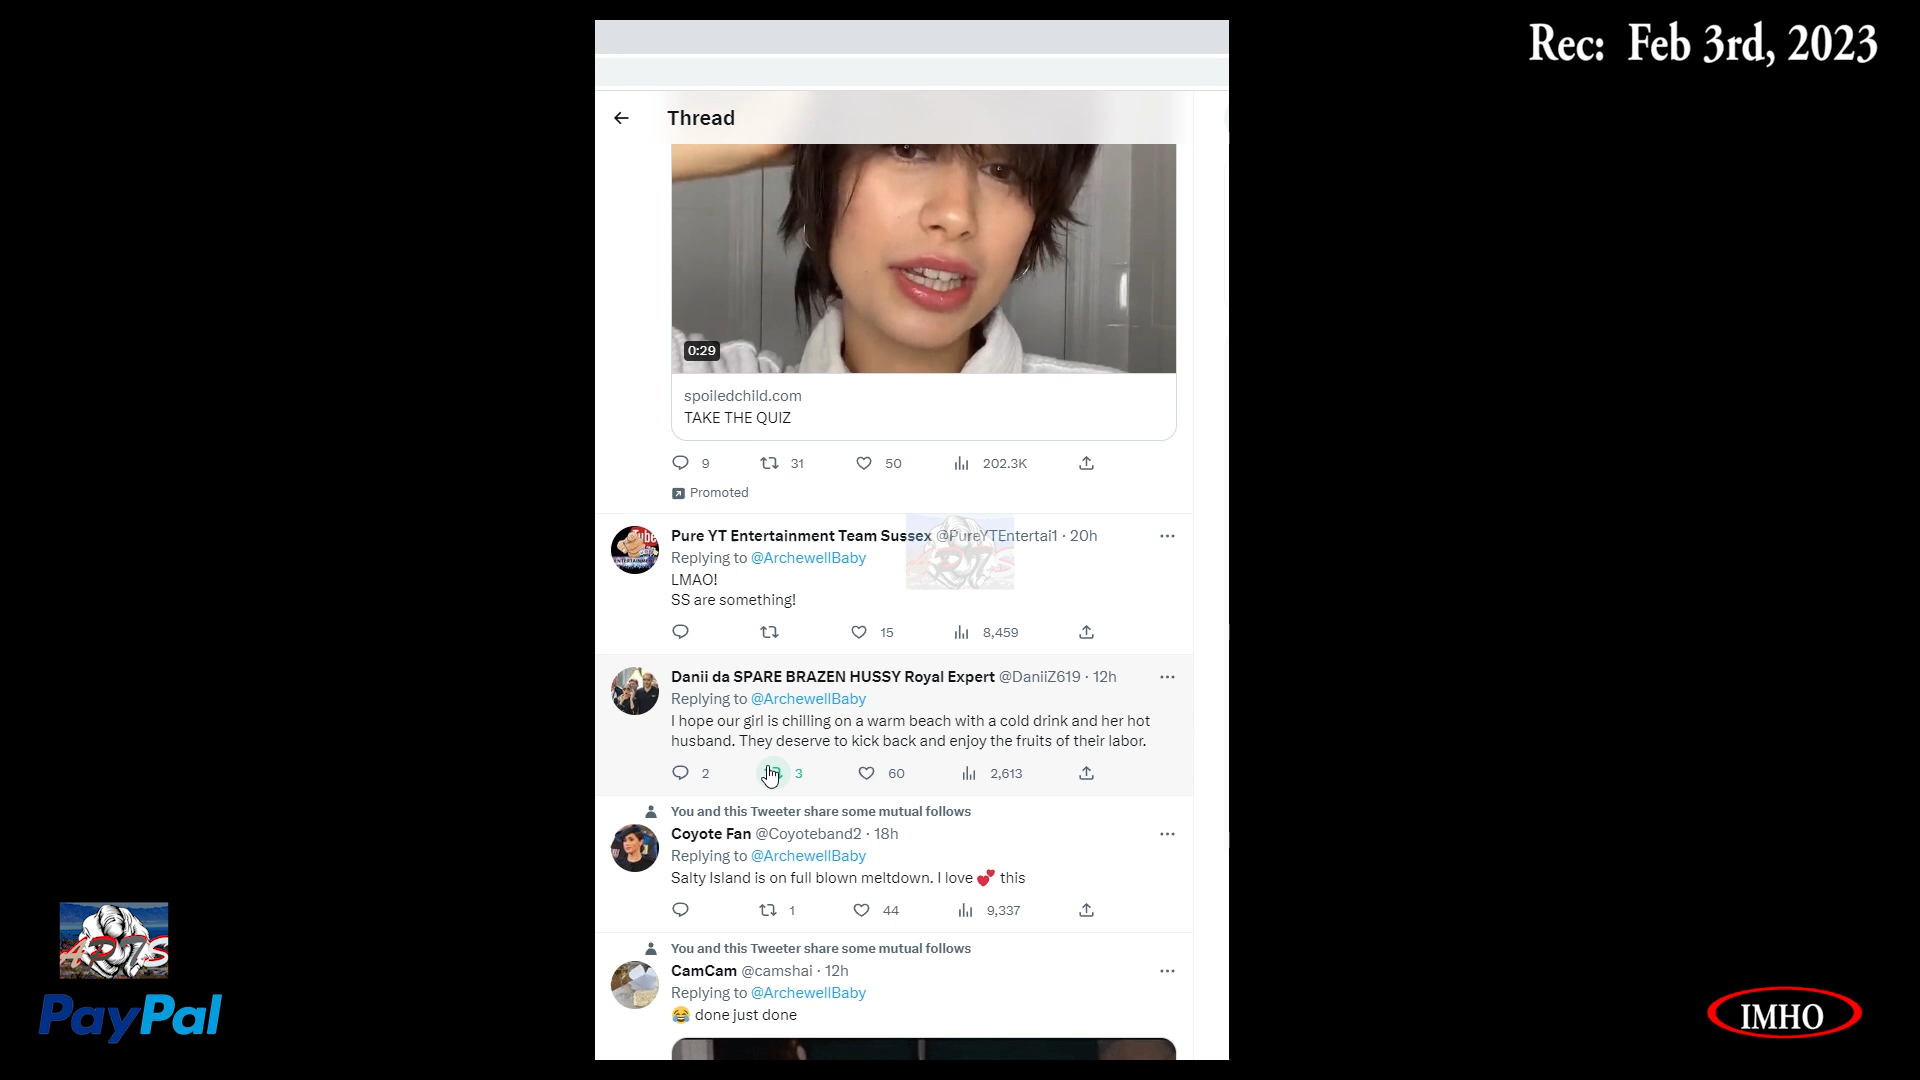 Rec: Feb 3rd, 2023
Thread
0:29
spoiledchild.com
TAKE THE QUIZ
9 31 50 202.3K
Promoted
Pure YT Entertainment Team Sussex @PureYTEntertai1 · 20h
Replying to @ArchewellBaby
LMAO!
SS are something!
15 8,459
Danii da SPARE BRAZEN HUSSY Royal Expert @DaniiZ619 · 12h
Replying to @ArchewellBaby
I hope our girl is chilling on a warm beach with a cold drink and her hot
husband. They deserve to kick back and enjoy the fruits of their labor.
2 3 60 2,613
You and this Tweeter share some mutual follows
Coyote Fan @Coyoteband2 · 18h
Replying to @ArchewellBaby
Salty Island is on full blown meltdown. I love 💕 this
1 44 9,337
You and this Tweeter share some mutual follows
CamCam @camshai · 12h
Replying to @ArchewellBaby
😂 done just done
PayPal
IMHO